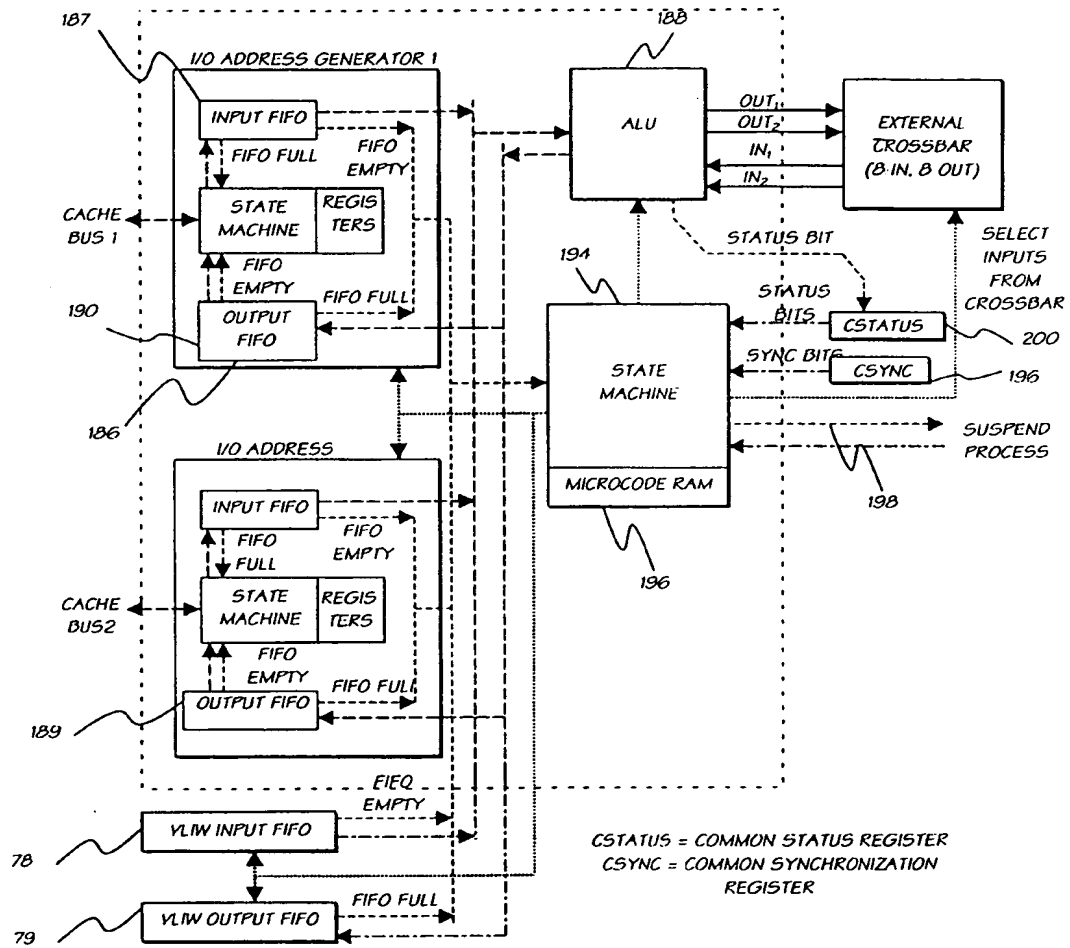 187
188
I/O ADDRESS GENERATOR 1
INPUT FIFO
FIFO FULL
FIFO
EMPTY
STATE
MACHINE
REGIS
TERS
CACHE
BUS 1
FIFO
EMPTY
FIFO FULL
OUTPUT
FIFO
190
186
ALU
OUT1
OUT2
IN1
IN2
EXTERNAL
CROSSBAR
(8 IN, 8 OUT)
STATUS BIT
SELECT
INPUTS
FROM
CROSSBAR
194
STATUS
BITS
CSTATUS
200
SYNC BITS
CSYNC
196
STATE
MACHINE
MICROCODE RAM
196
SUSPEND
PROCESS
198
I/O ADDRESS
INPUT FIFO
FIFO
FULL
FIFO
EMPTY
STATE
MACHINE
REGIS
TERS
CACHE
BUS2
FIFO
EMPTY
FIFO FULL
OUTPUT FIFO
189
FIEQ
EMPTY
VLIW INPUT FIFO
78
FIFO FULL
VLIW OUTPUT FIFO
79
CSTATUS = COMMON STATUS REGISTER
CSYNC = COMMON SYNCHRONIZATION
REGISTER